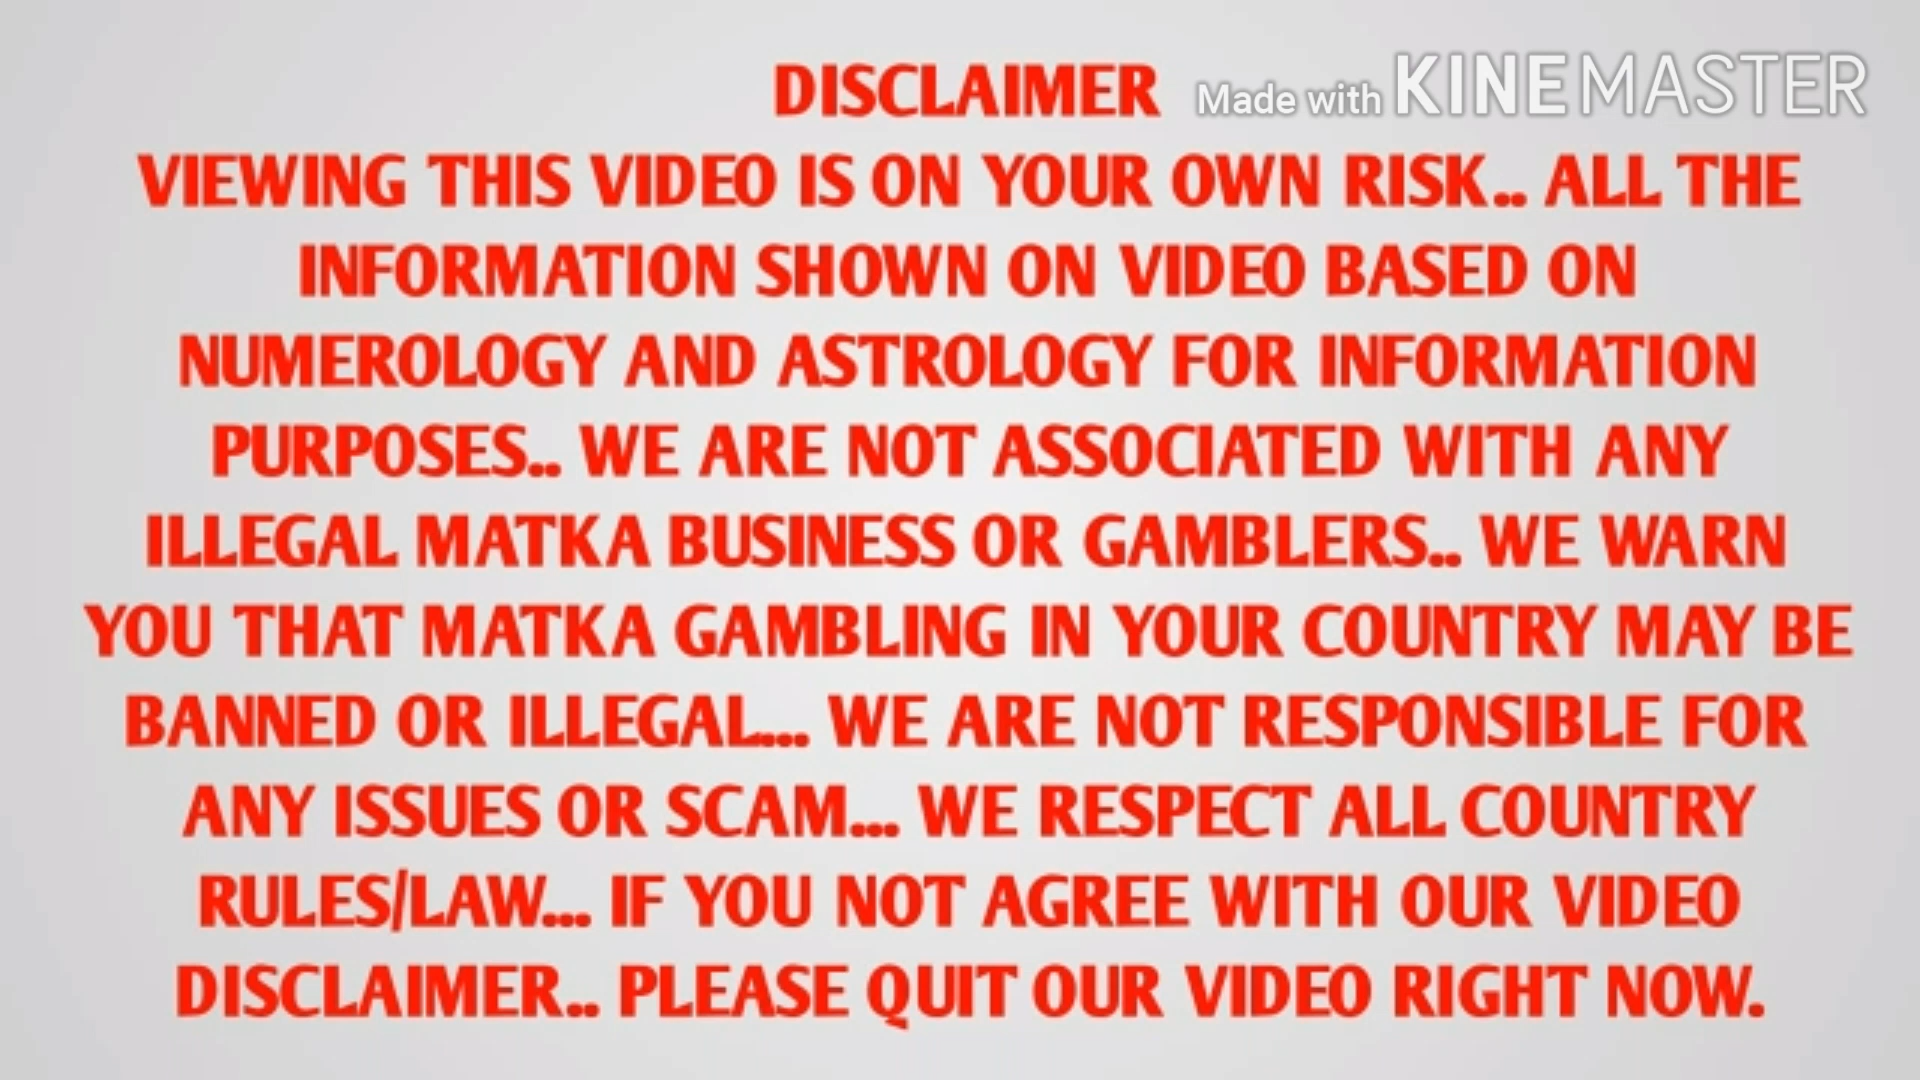 DISCLAIMER
Made with KINEMASTER
VIEWING THIS VIDEO IS ON YOUR OWN RISK.. ALL THE
INFORMATION SHOWN ON VIDEO BASED ON
NUMEROLOGY AND ASTROLOGY FOR INFORMATION
PURPOSES.. WE ARE NOT ASSOCIATED WITH ANY
ILLEGAL MATKA BUSINESS OR GAMBLERS.. WE WARN
YOU THAT MATKA GAMBLING IN YOUR COUNTRY MAY BE
BANNED OR ILLEGAL... WE ARE NOT RESPONSIBLE FOR
ANY ISSUES OR SCAM... WE RESPECT ALL COUNTRY
RULES/LAW... IF YOU NOT AGREE WITH OUR VIDEO
DISCLAIMER.. PLEASE QUIT OUR VIDEO RIGHT NOW.